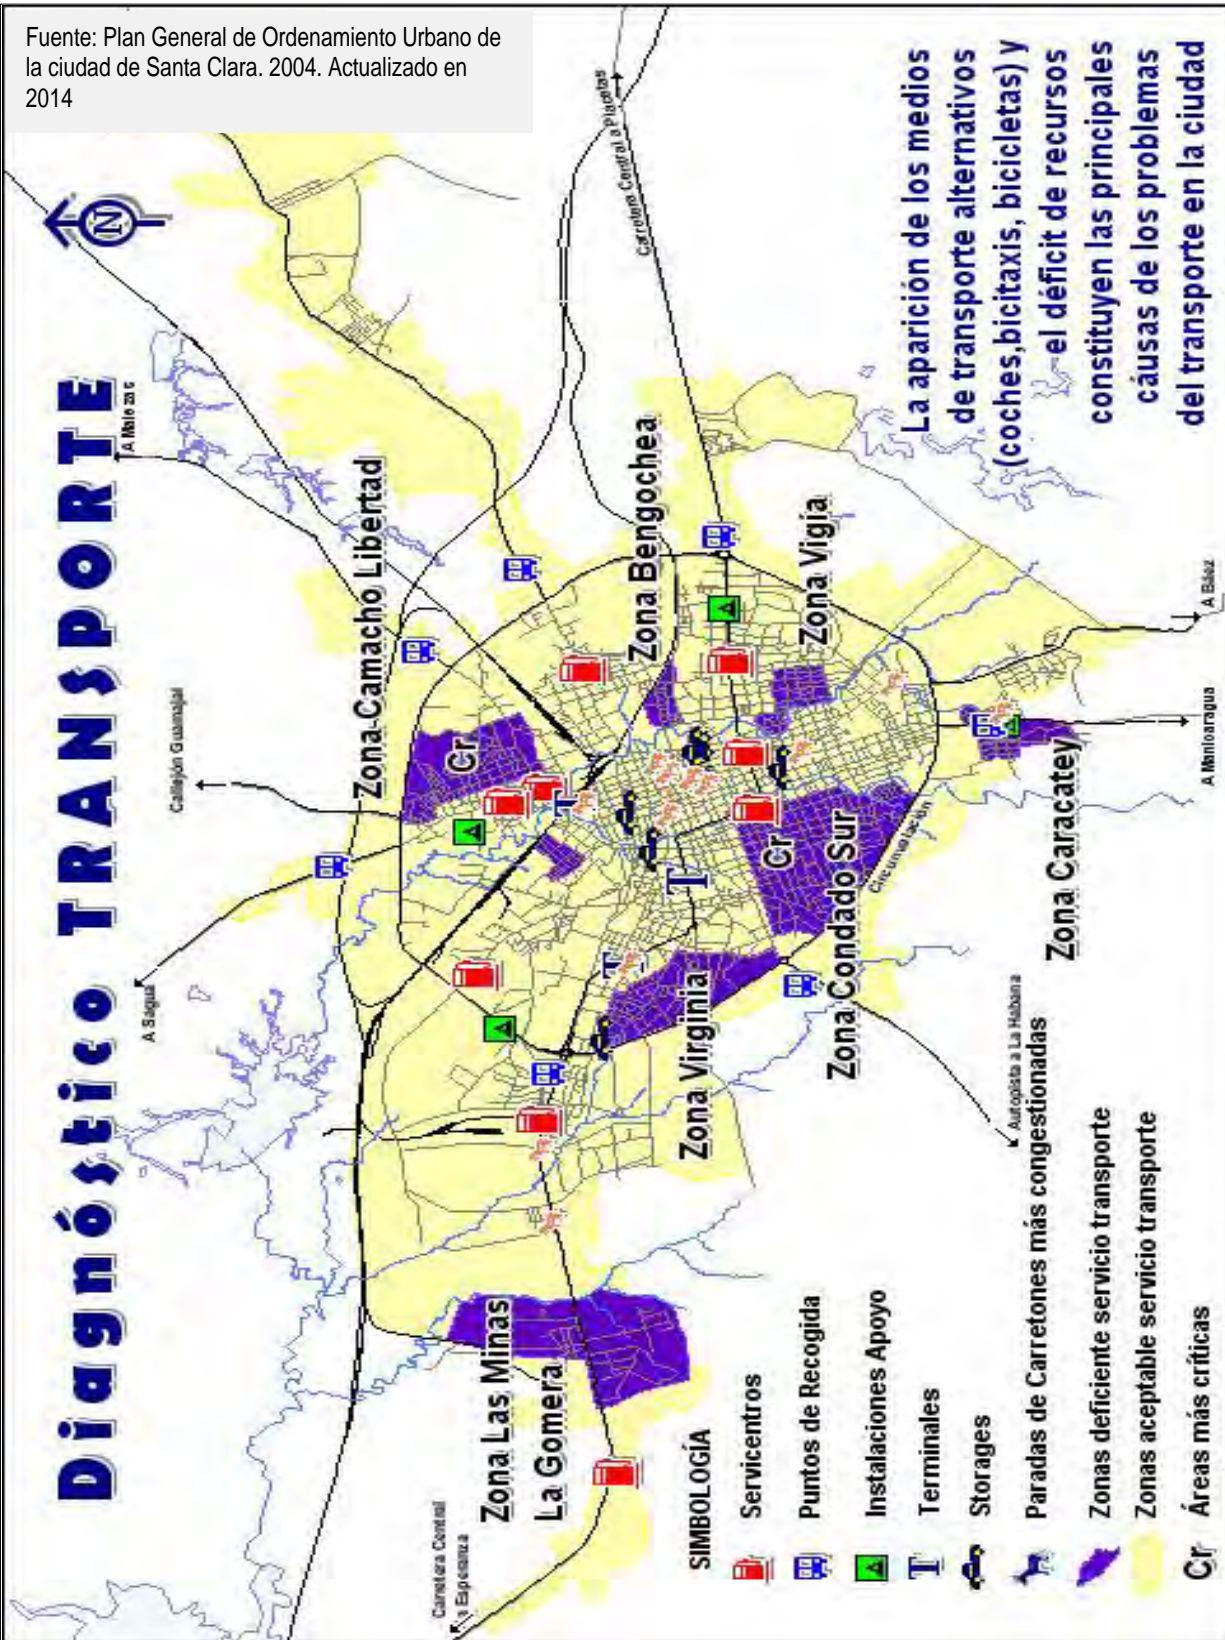 Fuente: Plan General de Ordenamiento Urbano de
la ciudad de Santa Clara. 2004. Actualizado en
2014
Diagnóstico TRANSPORTE
N
A Sagua
Callejón Guamajal
A Malezas
Carretera Central a Placetas
Zona-Camacho Libertad
Cr
T
Zona Bengochea
Zona Vigía
T
T
Cr
Zona Virginia
Zona Condado Sur
Circunvalación
Zona Caracatey
A Báez
A Manicaragua
Autopista a La Habana
Zona Las Minas
La Gomera
Carretera Central
a Esperanza
La aparición de los medios
de transporte alternativos
(coches,bicitaxis, bicicletas) y
el déficit de recursos
constituyen las principales
cáusas de los problemas
del transporte en la ciudad
SIMBOLOGÍA
Servicentros
Puntos de Recogida
Instalaciones Apoyo
T Terminales
Storages
Paradas de Carretones más congestionadas
Zonas deficiente servicio transporte
Zonas aceptable servicio transporte
Cr Áreas más críticas